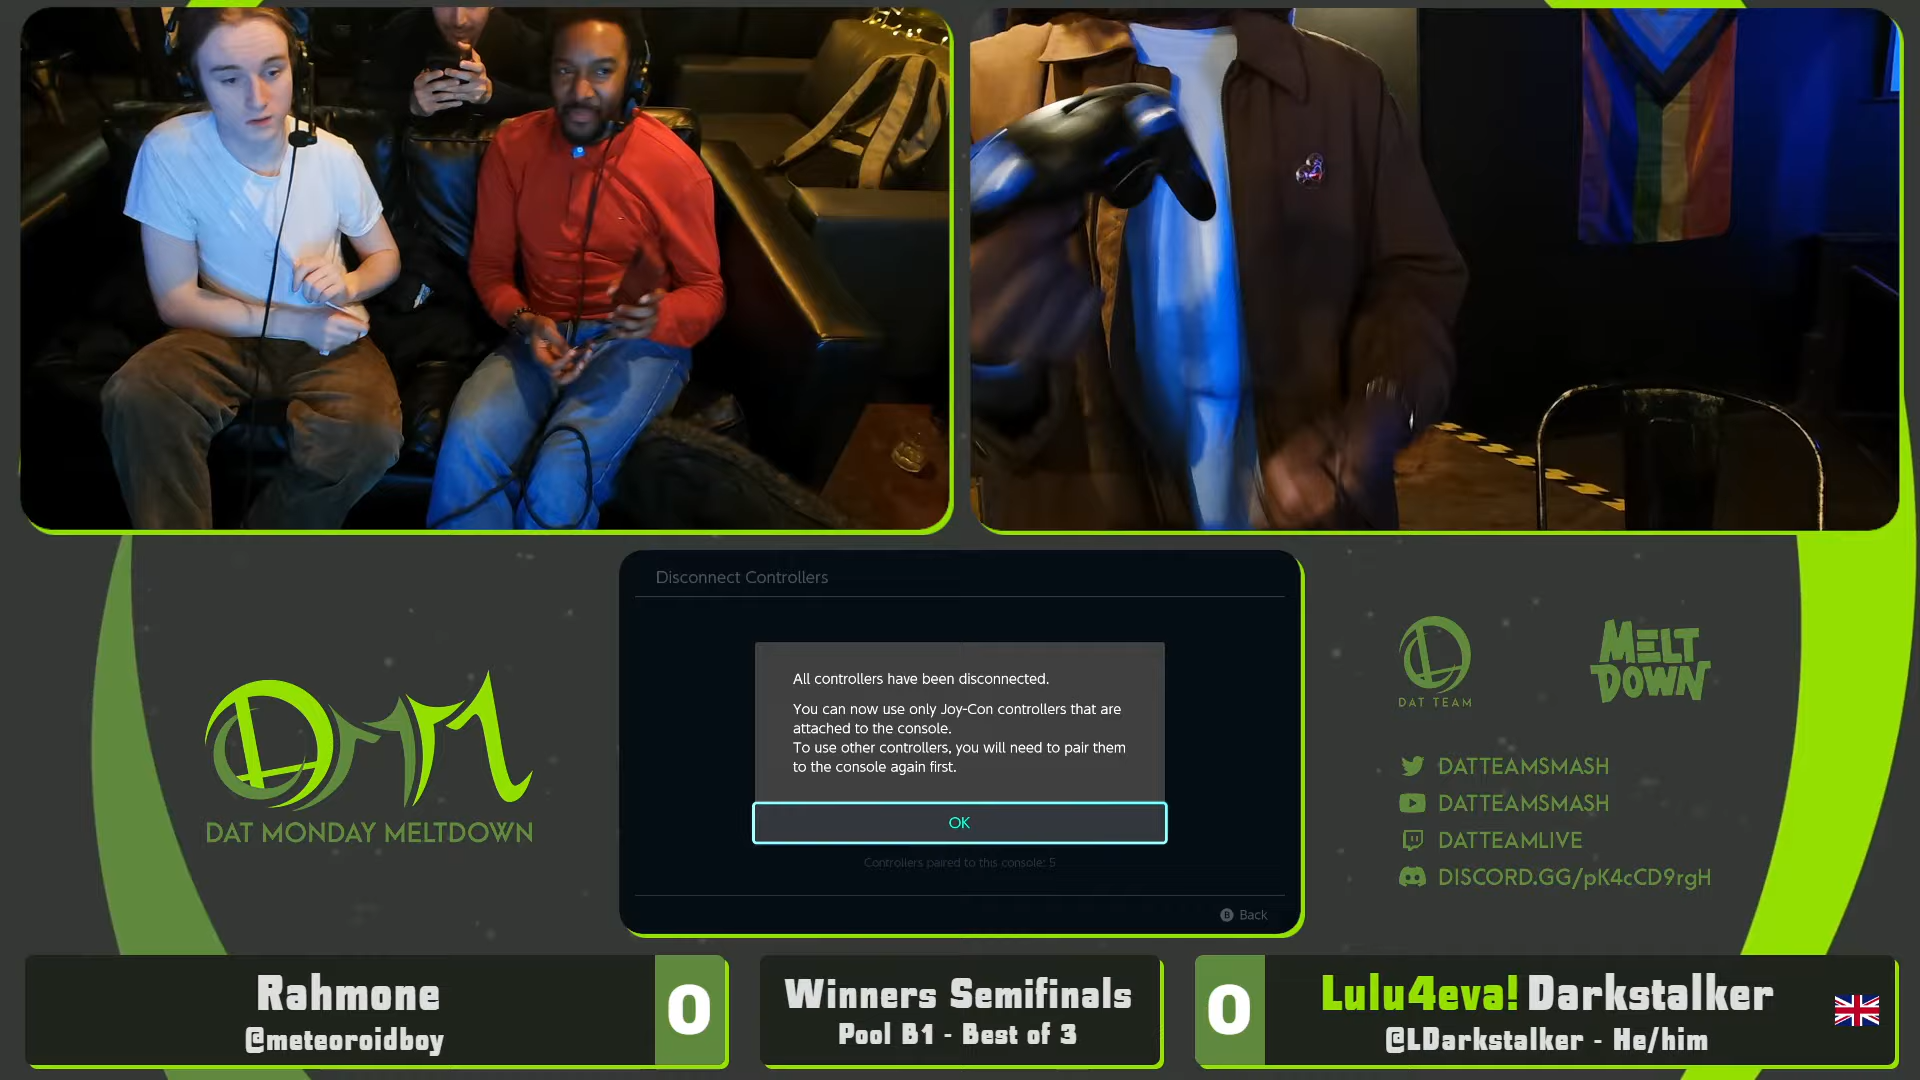 Disconnect Controllers
All controllers have been disconnected.
You can now use only Joy-Con controllers that are
attached to the console.
To use other controllers, you will need to pair them
to the console again first.
OK
Controllers paired to this console: 5
B Back
DMM
DAT MONDAY MELTDOWN
DAT TEAM
MELT
DOWN
DATTEAMSMASH
DATTEAMSMASH
DATTEAMLIVE
DISCORD.GG/pK4cCD9rgH
Rahmone
@meteoroidboy
0
Winners Semifinals
Pool B1 - Best of 3
0
Lulu4eva! Darkstalker
@LDarkstalker - He/him